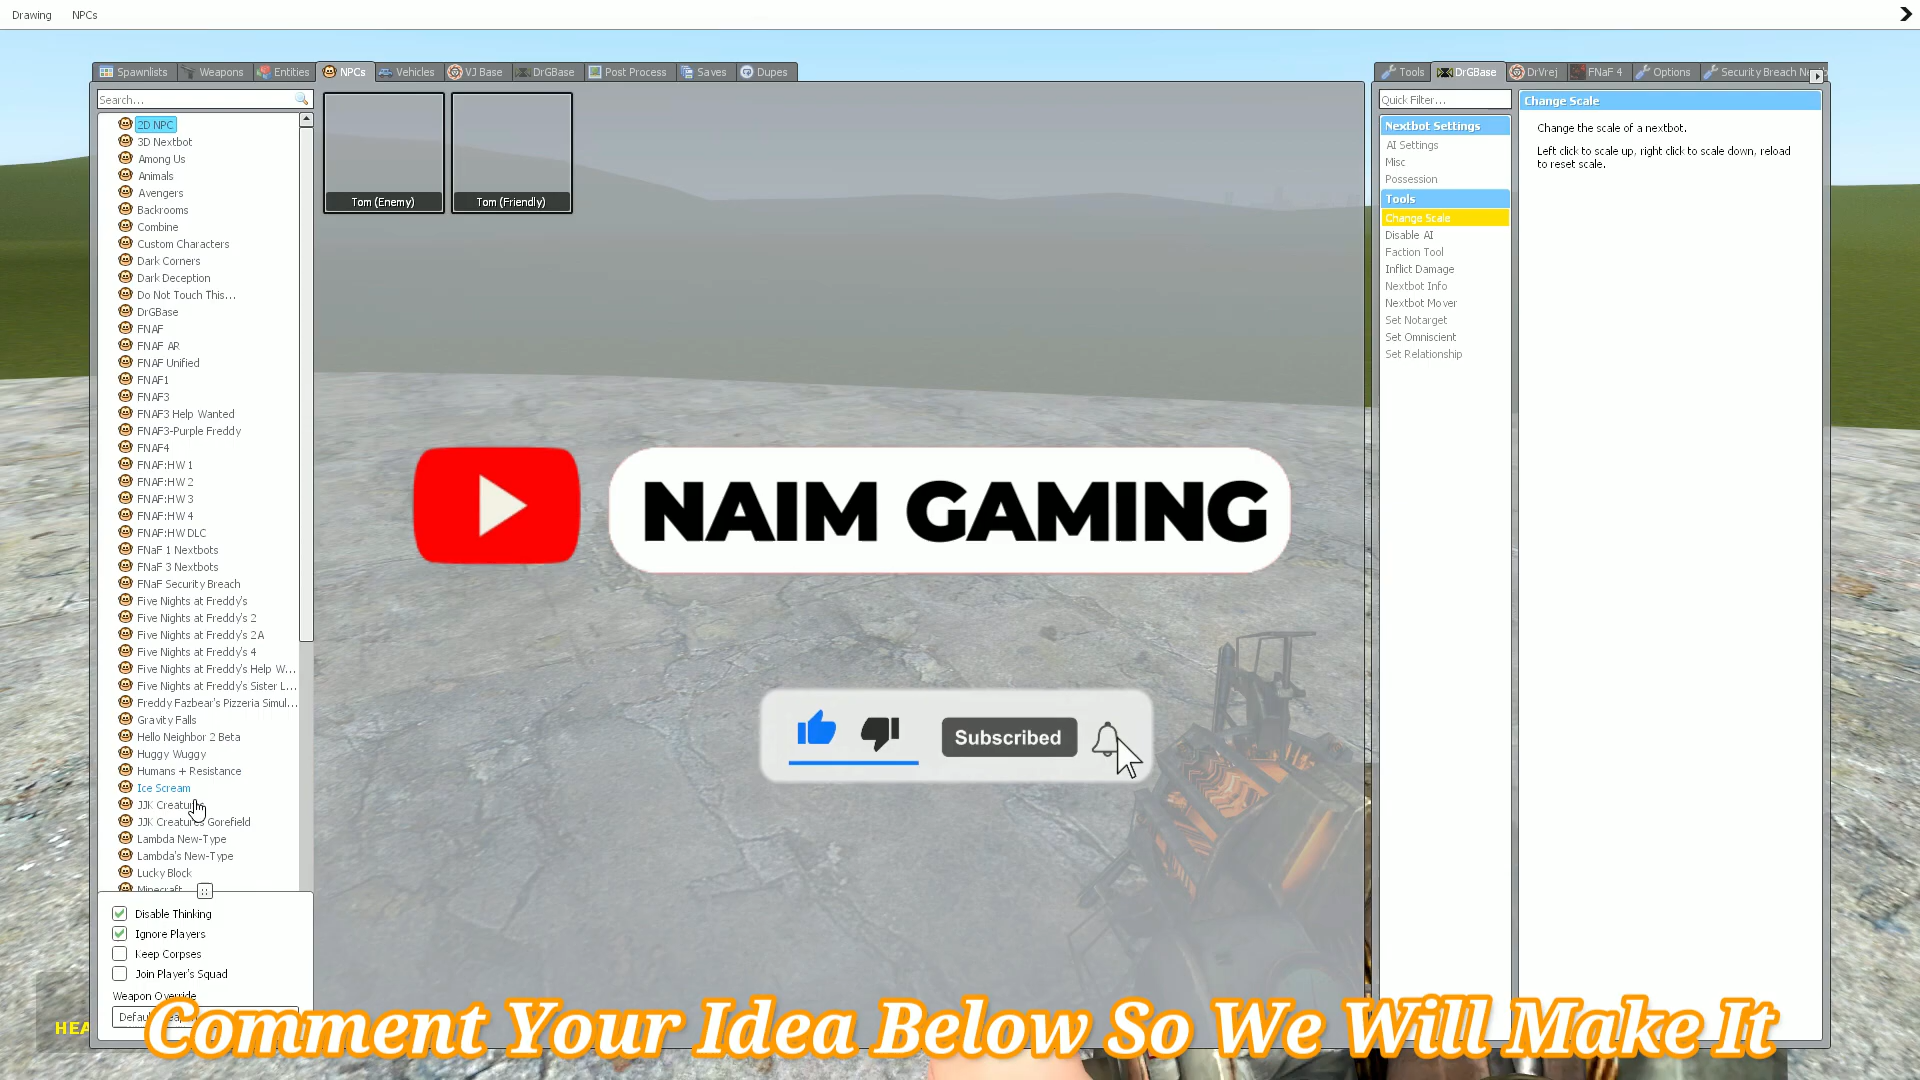 Drawing NPCs
Spawnlists Weapons Entities NPCs Vehicles VJ Base DrGBase Post Process Saves Dupes
Search...
2D NPC
3D Nextbot
Among Us
Animals
Avengers
Backrooms
Combine
Custom Characters
Dark Corners
Dark Deception
Do Not Touch This...
DrGBase
FNAF
FNAF AR
FNAF Unified
FNAF1
FNAF3
FNAF3 Help Wanted
FNAF3-Purple Freddy
FNAF4
FNAF:HW 1
FNAF:HW 2
FNAF:HW 3
FNAF:HW 4
FNAF:HW DLC
FNaF 1 Nextbots
FNaF 3 Nextbots
FNaF Security Breach
Five Nights at Freddy's
Five Nights at Freddy's 2
Five Nights at Freddy's 2A
Five Nights at Freddy's 4
Five Nights at Freddy's Help W...
Five Nights at Freddy's Sister L...
Freddy Fazbear's Pizzeria Simul...
Gravity Falls
Hello Neighbor 2 Beta
Huggy Wuggy
Humans + Resistance
Ice Scream
JJK Creatures
JJK Creatures Gorefield
Lambda New-Type
Lambda's New-Type
Lucky Block
Minecraft
Disable Thinking
Ignore Players
Keep Corpses
Join Player's Squad
Weapon Override
Tom (Enemy) Tom (Friendly)
NAIM GAMING
Subscribed
Tools DrGBase DrVrej FNaF 4 Options Security Breach
Quick Filter...
Nextbot Settings
AI Settings
Misc
Possession
Tools
Change Scale
Disable AI
Faction Tool
Inflict Damage
Nextbot Info
Nextbot Mover
Set Notarget
Set Omniscient
Set Relationship
Change Scale
Change the scale of a nextbot.
Left click to scale up, right click to scale down, reload
to reset scale.
HEA
Comment Your Idea Below So We Will Make It